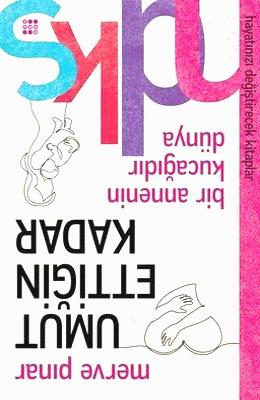 merve pınar
UMUT
ETTİĞİN
KADAR
bir annenin
kucağıdır
dünya
hayatınızı değiştirecek kitaplar